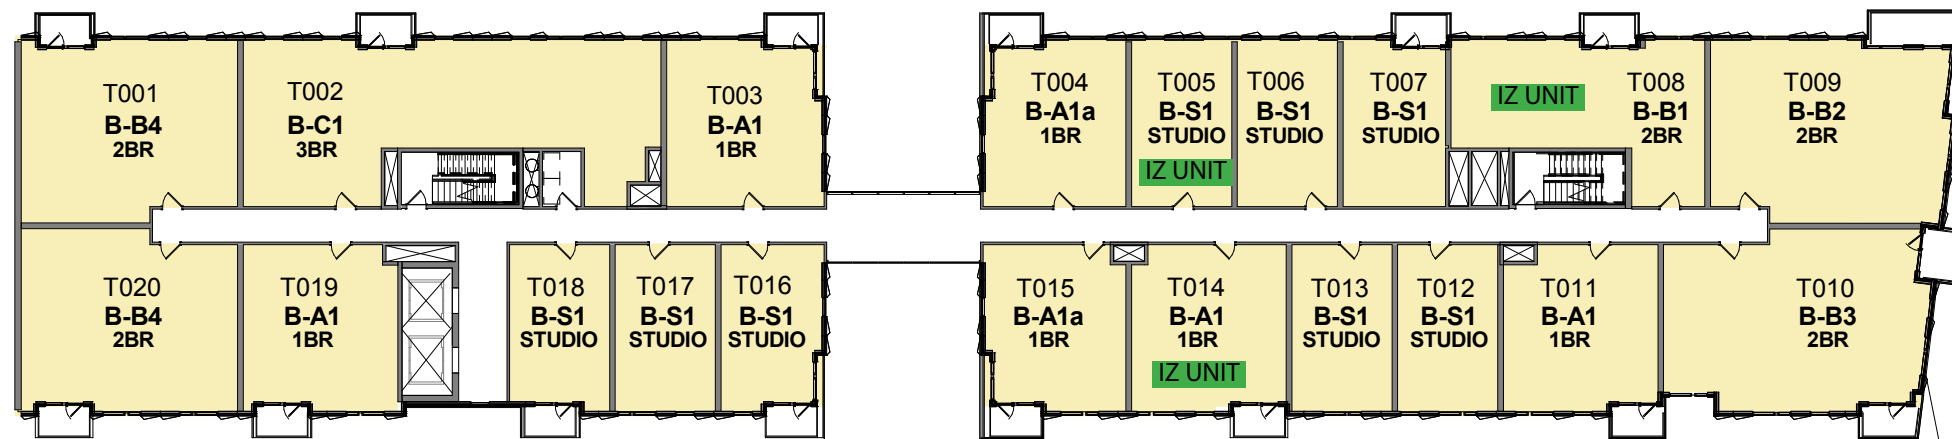 T001
B-B4
2BR
T002
B-C1
3BR
T003
B-A1
1BR
T004
B-A1a
1BR
T005
B-S1
STUDIO
IZ UNIT
T006
B-S1
STUDIO
T007
B-S1
STUDIO
IZ UNIT
T008
B-B1
2BR
T009
B-B2
2BR
T020
B-B4
2BR
T019
B-A1
1BR
T018
B-S1
STUDIO
T017
B-S1
STUDIO
T016
B-S1
STUDIO
T015
B-A1a
1BR
T014
B-A1
1BR
IZ UNIT
T013
B-S1
STUDIO
T012
B-S1
STUDIO
T011
B-A1
1BR
T010
B-B3
2BR